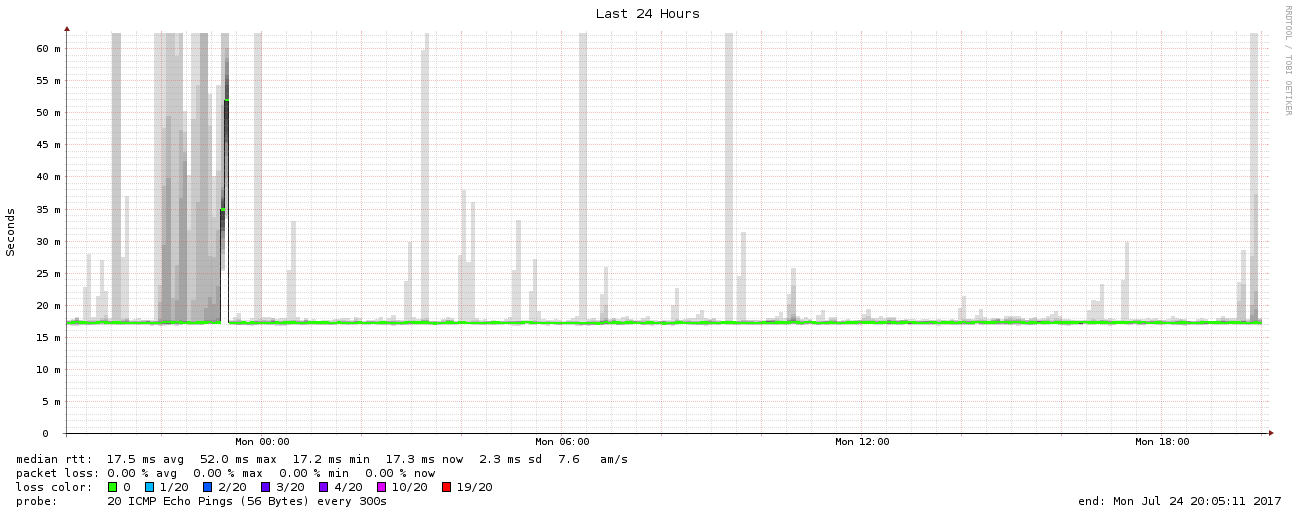 Last 24 Hours
RRDTOOL / TOBI OETIKER
Seconds
60 m
55 m
50 m
45 m
40 m
35 m
30 m
25 m
20 m
15 m
10 m
5 m
0
Mon 00:00 Mon 06:00 Mon 12:00 Mon 18:00
median rtt: 17.5 ms avg 52.0 ms max 17.2 ms min 17.3 ms now 2.3 ms sd 7.6 am/s
packet loss: 0.00 % avg 0.00 % max 0.00 % min 0.00 % now
loss color: 0 1/20 2/20 3/20 4/20 10/20 19/20
probe: 20 ICMP Echo Pings (56 Bytes) every 300s end: Mon Jul 24 20:05:11 2017